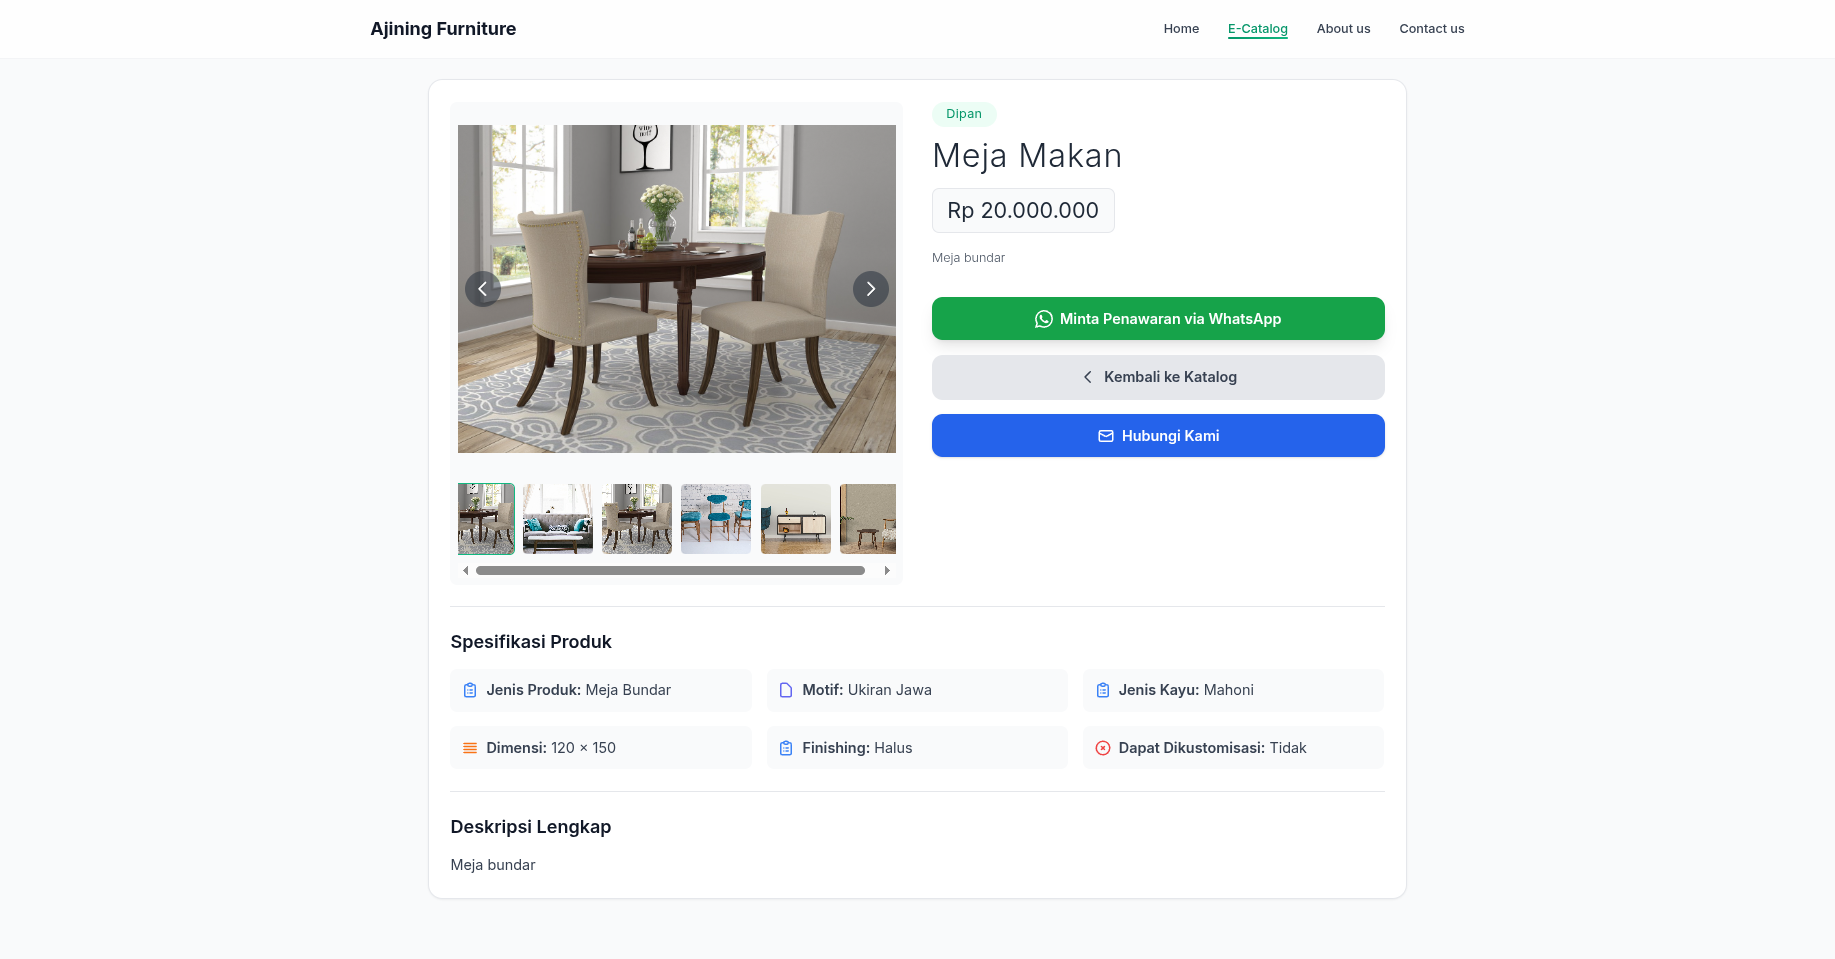 Ajining Furniture
Home E-Catalog About us Contact us
Dipan
Meja Makan
Rp 20.000.000
Meja bundar
Minta Penawaran via WhatsApp
Kembali ke Katalog
Hubungi Kami
Spesifikasi Produk
Jenis Produk: Meja Bundar
Motif: Ukiran Jawa
Jenis Kayu: Mahoni
Dimensi: 120 x 150
Finishing: Halus
Dapat Dikustomisasi: Tidak
Deskripsi Lengkap
Meja bundar